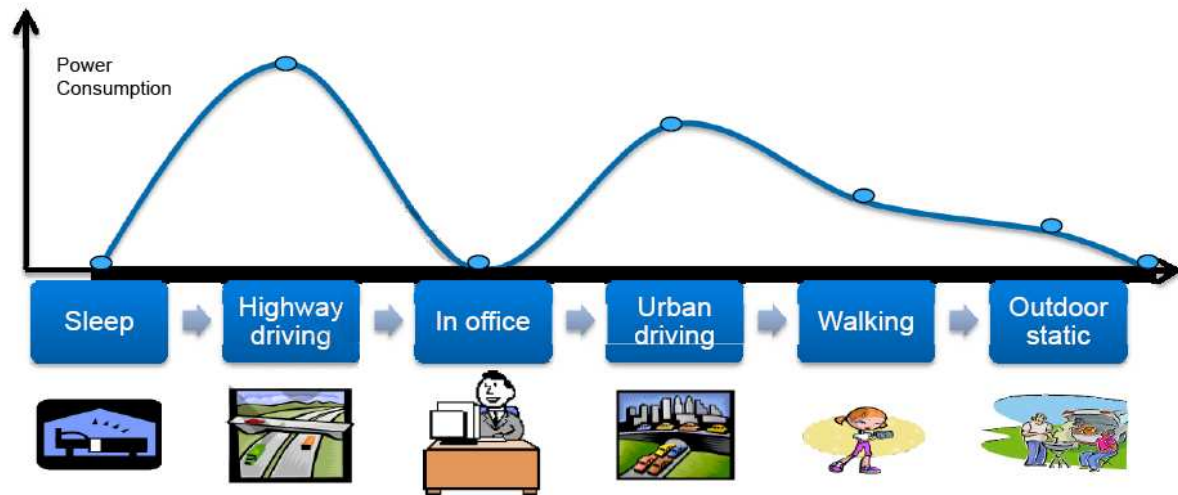 Power
Consumption
Sleep
Highway
driving
In office
Urban
driving
Walking
Outdoor
static